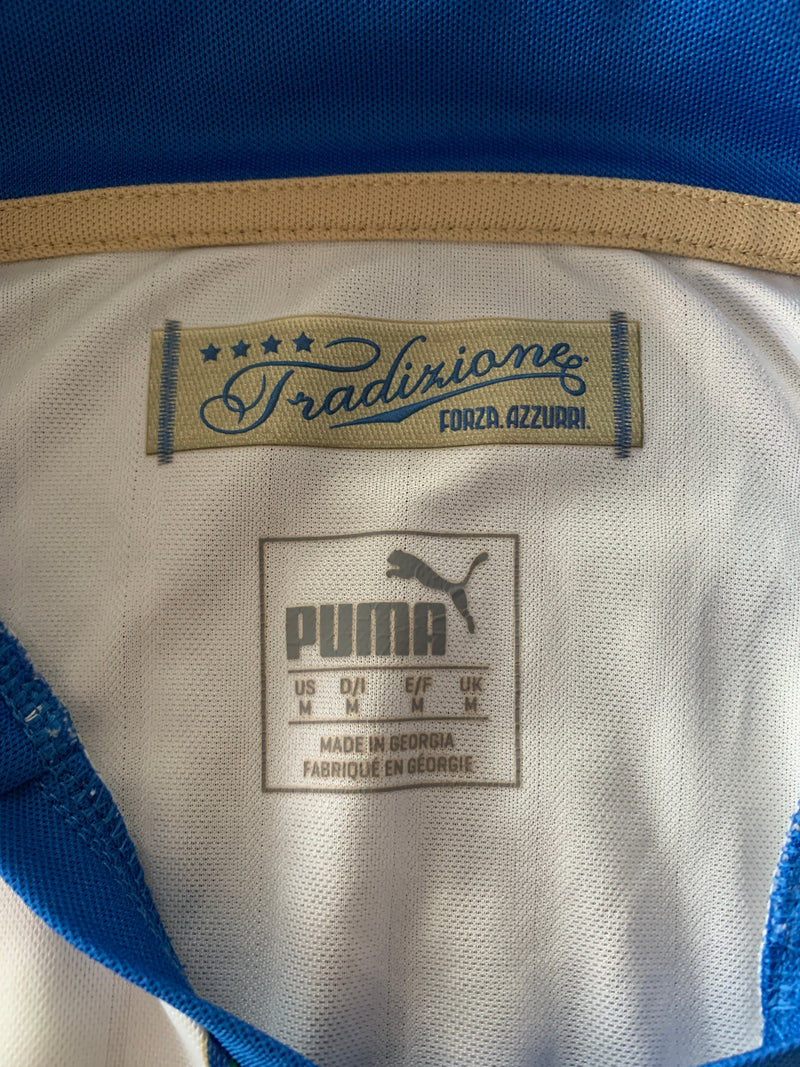 Tradizione.
FORZA.AZZURRI.
PUMA
US D/I E/F UK
M M M M
MADE IN GEORGIA
FABRIQUÉ EN GÉORGIE